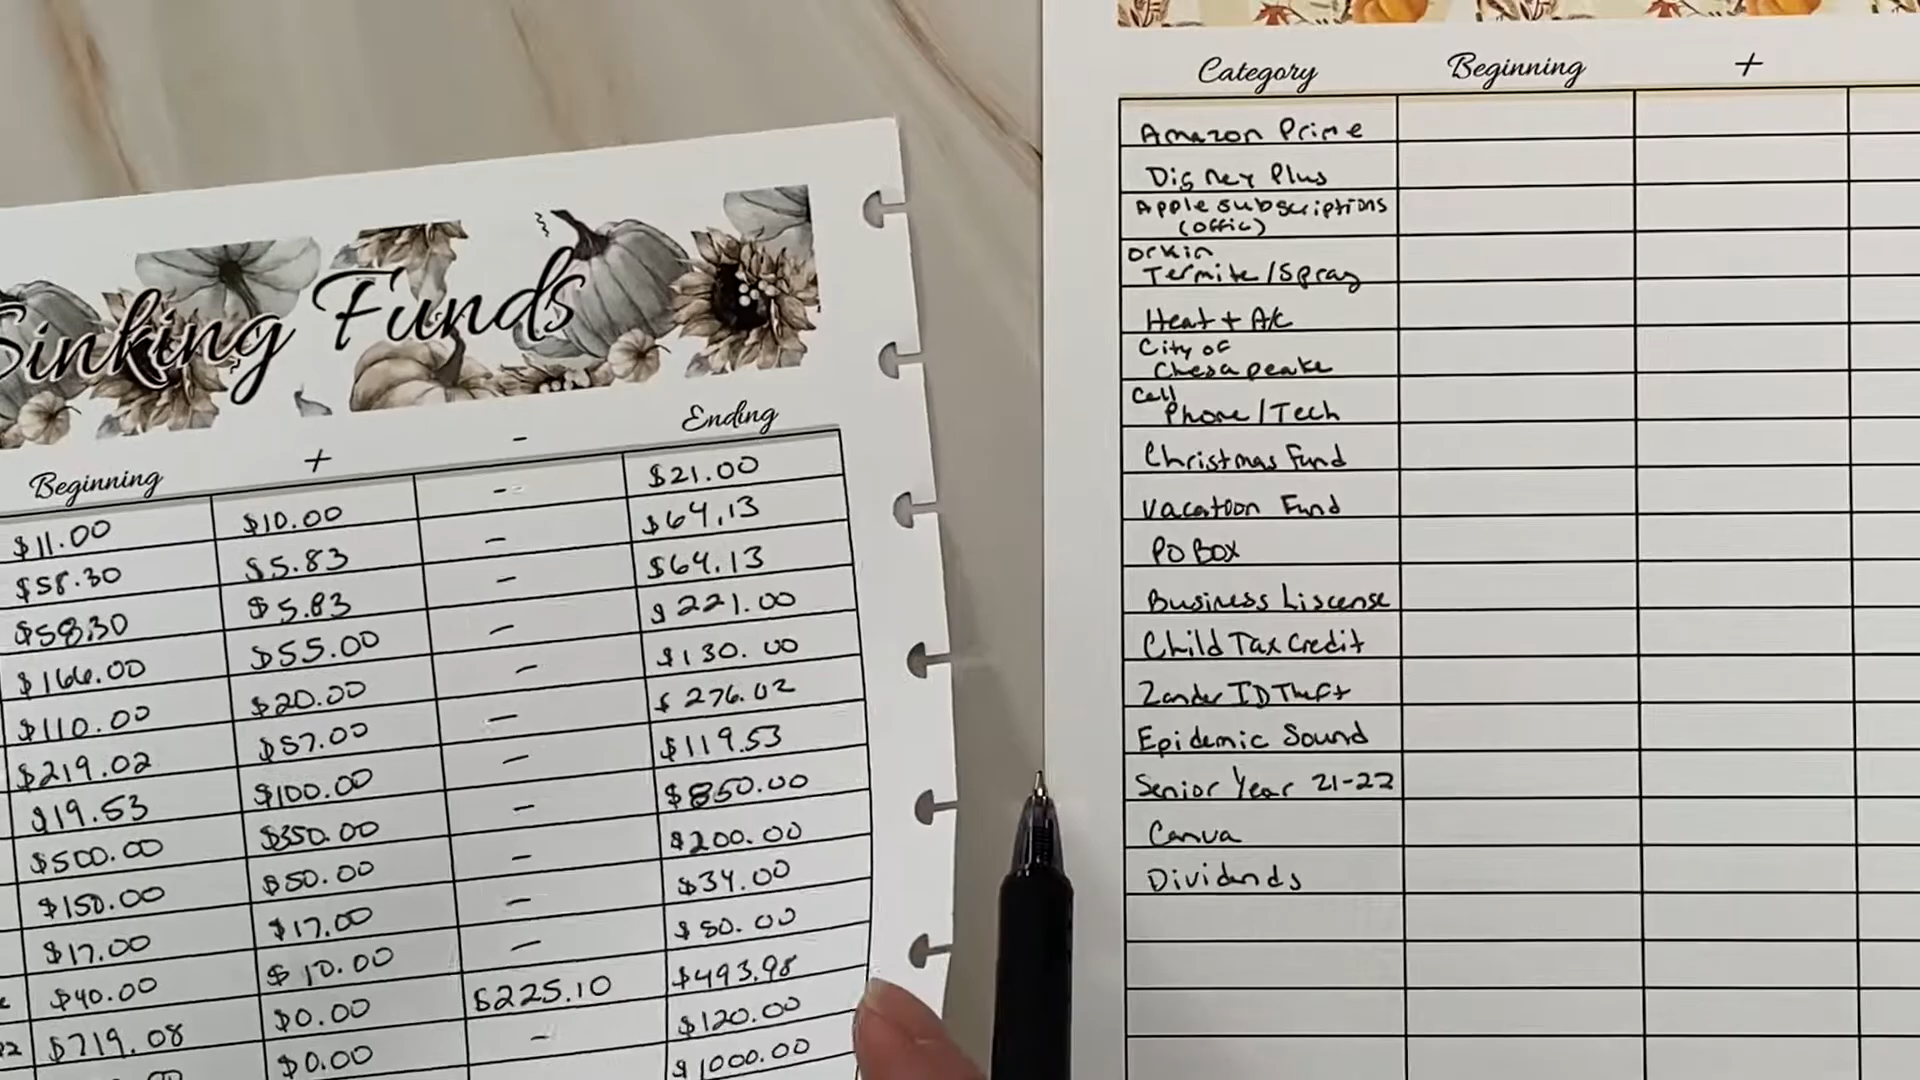 Sinking Funds
Beginning + - Ending
$11.00 $10.00 - $21.00
$58.30 $5.83 - $64.13
$58.30 $5.83 - $64.13
$166.00 $55.00 - $221.00
$110.00 $20.00 - $130.00
$219.02 $57.00 - $276.02
$19.53 $100.00 - $119.53
$500.00 $350.00 - $850.00
$150.00 $50.00 - $200.00
$17.00 $17.00 - $34.00
$40.00 $10.00 - $50.00
$719.08 $0.00 $225.10 $493.98
$0.00 - $120.00
$1000.00
Category Beginning +
Amazon Prime
Disney Plus
Apple subscriptions
(Offic)
Orkin
Termite/Spray
Heat + A/C
City of
Chesapeake
Cell
Phone/Tech
Christmas Fund
Vacatoon Fund
PO BOX
Business Liscense
Child Tax Credit
Zander ID Theft
Epidemic Sound
Senior Year 21-22
Canva
Dividends